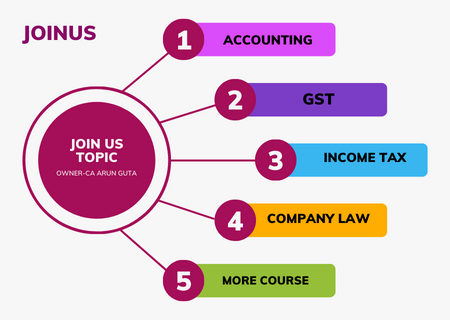 JOINUS
JOIN US
TOPIC
OWNER-CA ARUN GUTA
1
ACCOUNTING
2
GST
3
INCOME TAX
4
COMPANY LAW
5
MORE COURSE